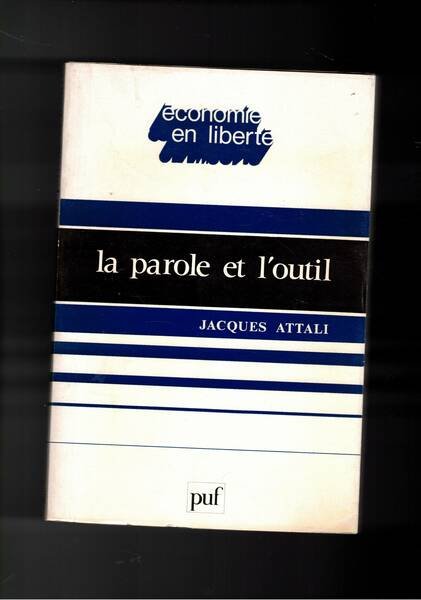 économie
en liberté
la parole et l'outil
JACQUES ATTALI
puf